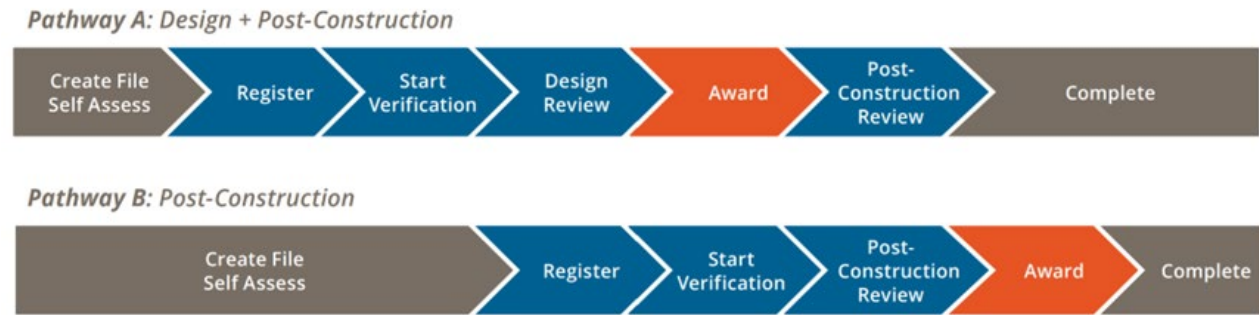 Pathway A: Design + Post-Construction
Create File
Self Assess
Register
Start
Verification
Design
Review
Award
Post-
Construction
Review
Complete
Pathway B: Post-Construction
Create File
Self Assess
Register
Start
Verification
Post-
Construction
Review
Award
Complete